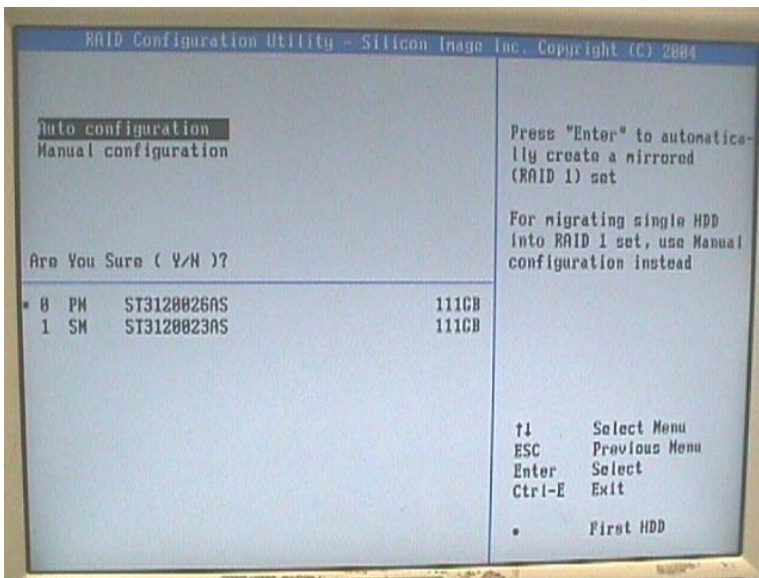 RAID Configuration Utility - Silicon Image Inc. Copyright (C) 2004
Auto configuration
Manual configuration
Are You Sure ( Y/N )?
* 0 PM ST3120026AS 111GB
1 SM ST3120023AS 111GB
Press "Enter" to automatica-
lly create a mirrored
(RAID 1) set
For migrating single HDD
into RAID 1 set, use Manual
configuration instead
↑↓ Select Menu
ESC Previous Menu
Enter Select
Ctrl-E Exit
* First HDD